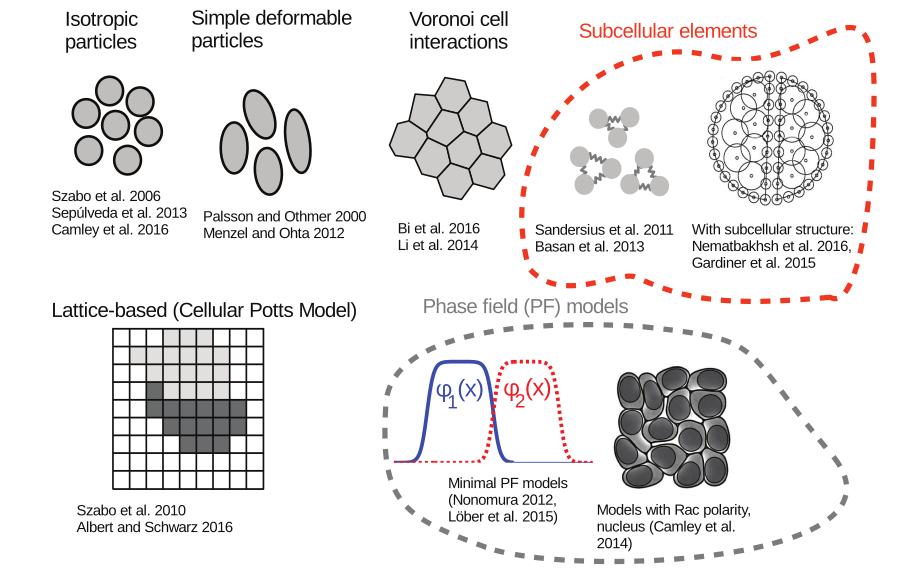 Isotropic
particles
Simple deformable
particles
Voronoi cell
interactions
Subcellular elements
Szabo et al. 2006
Sepúlveda et al. 2013
Camley et al. 2016
Palsson and Othmer 2000
Menzel and Ohta 2012
Bi et al. 2016
Li et al. 2014
Sandersius et al. 2011
Basan et al. 2013
With subcellular structure:
Nematbakhsh et al. 2016,
Gardiner et al. 2015
Lattice-based (Cellular Potts Model)
Phase field (PF) models
φ1(x)
φ2(x)
Szabo et al. 2010
Albert and Schwarz 2016
Minimal PF models
(Nonomura 2012,
Löber et al. 2015)
Models with Rac polarity,
nucleus (Camley et al.
2014)